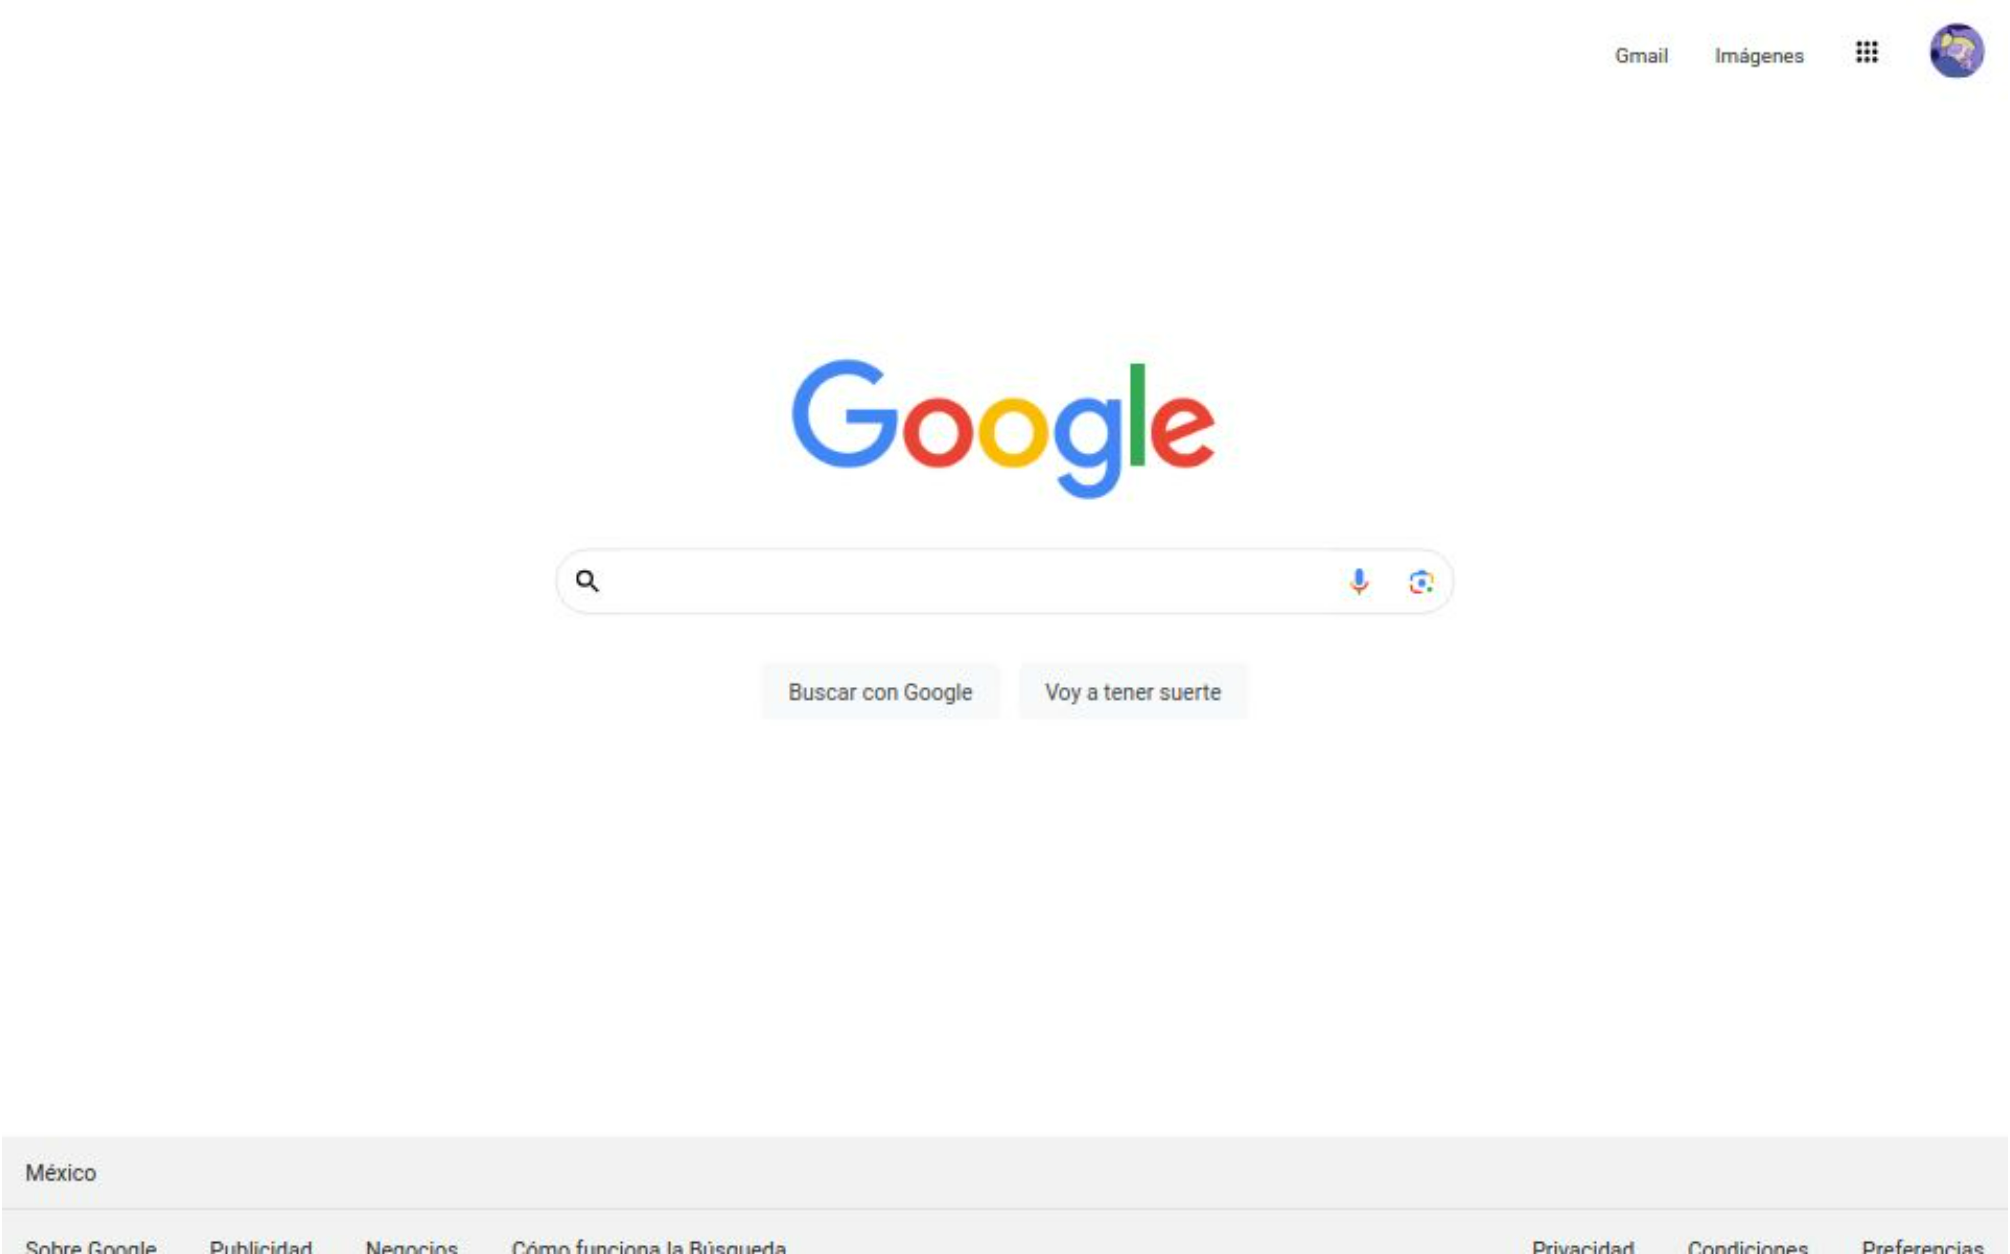 Gmail Imágenes
Google
Buscar con Google Voy a tener suerte
México
Sobre Google Publicidad Negocios Cómo funciona la Búsqueda Privacidad Condiciones Preferencias